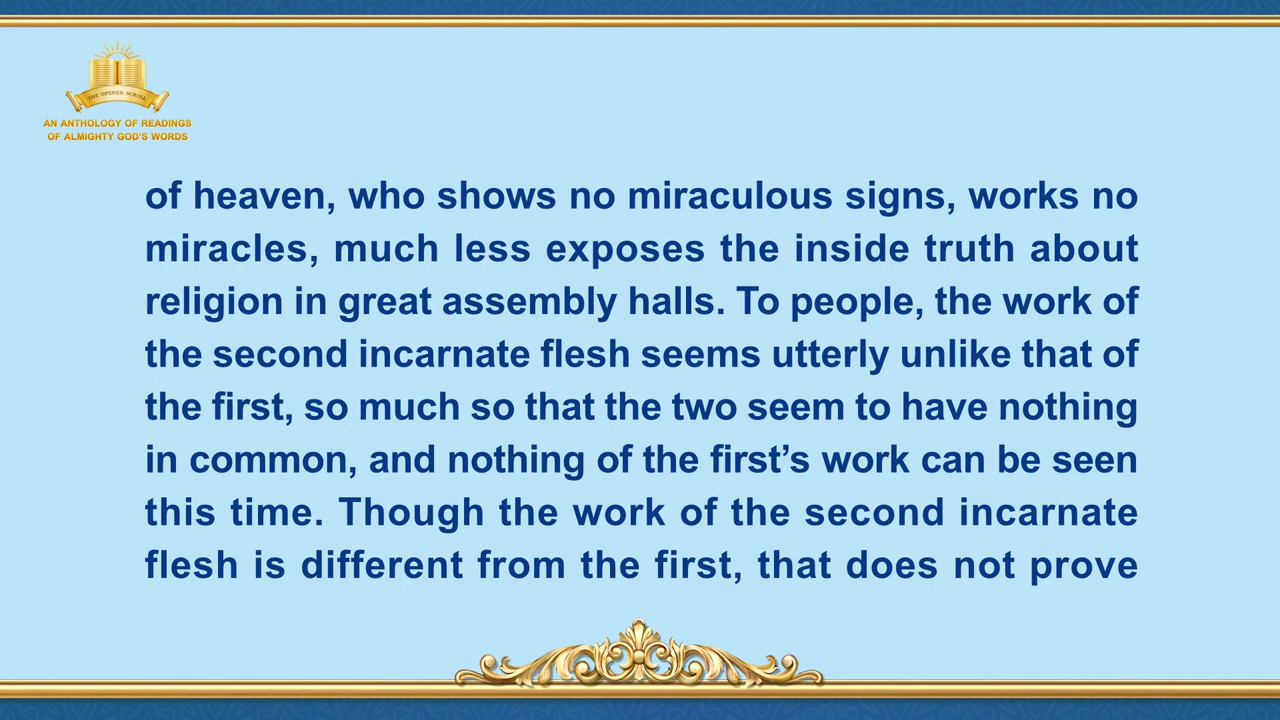 THE OPENED SCROLL
AN ANTHOLOGY OF READINGS
OF ALMIGHTY GOD'S WORDS
of heaven, who shows no miraculous signs, works no
miracles, much less exposes the inside truth about
religion in great assembly halls. To people, the work of
the second incarnate flesh seems utterly unlike that of
the first, so much so that the two seem to have nothing
in common, and nothing of the first’s work can be seen
this time. Though the work of the second incarnate
flesh is different from the first, that does not prove